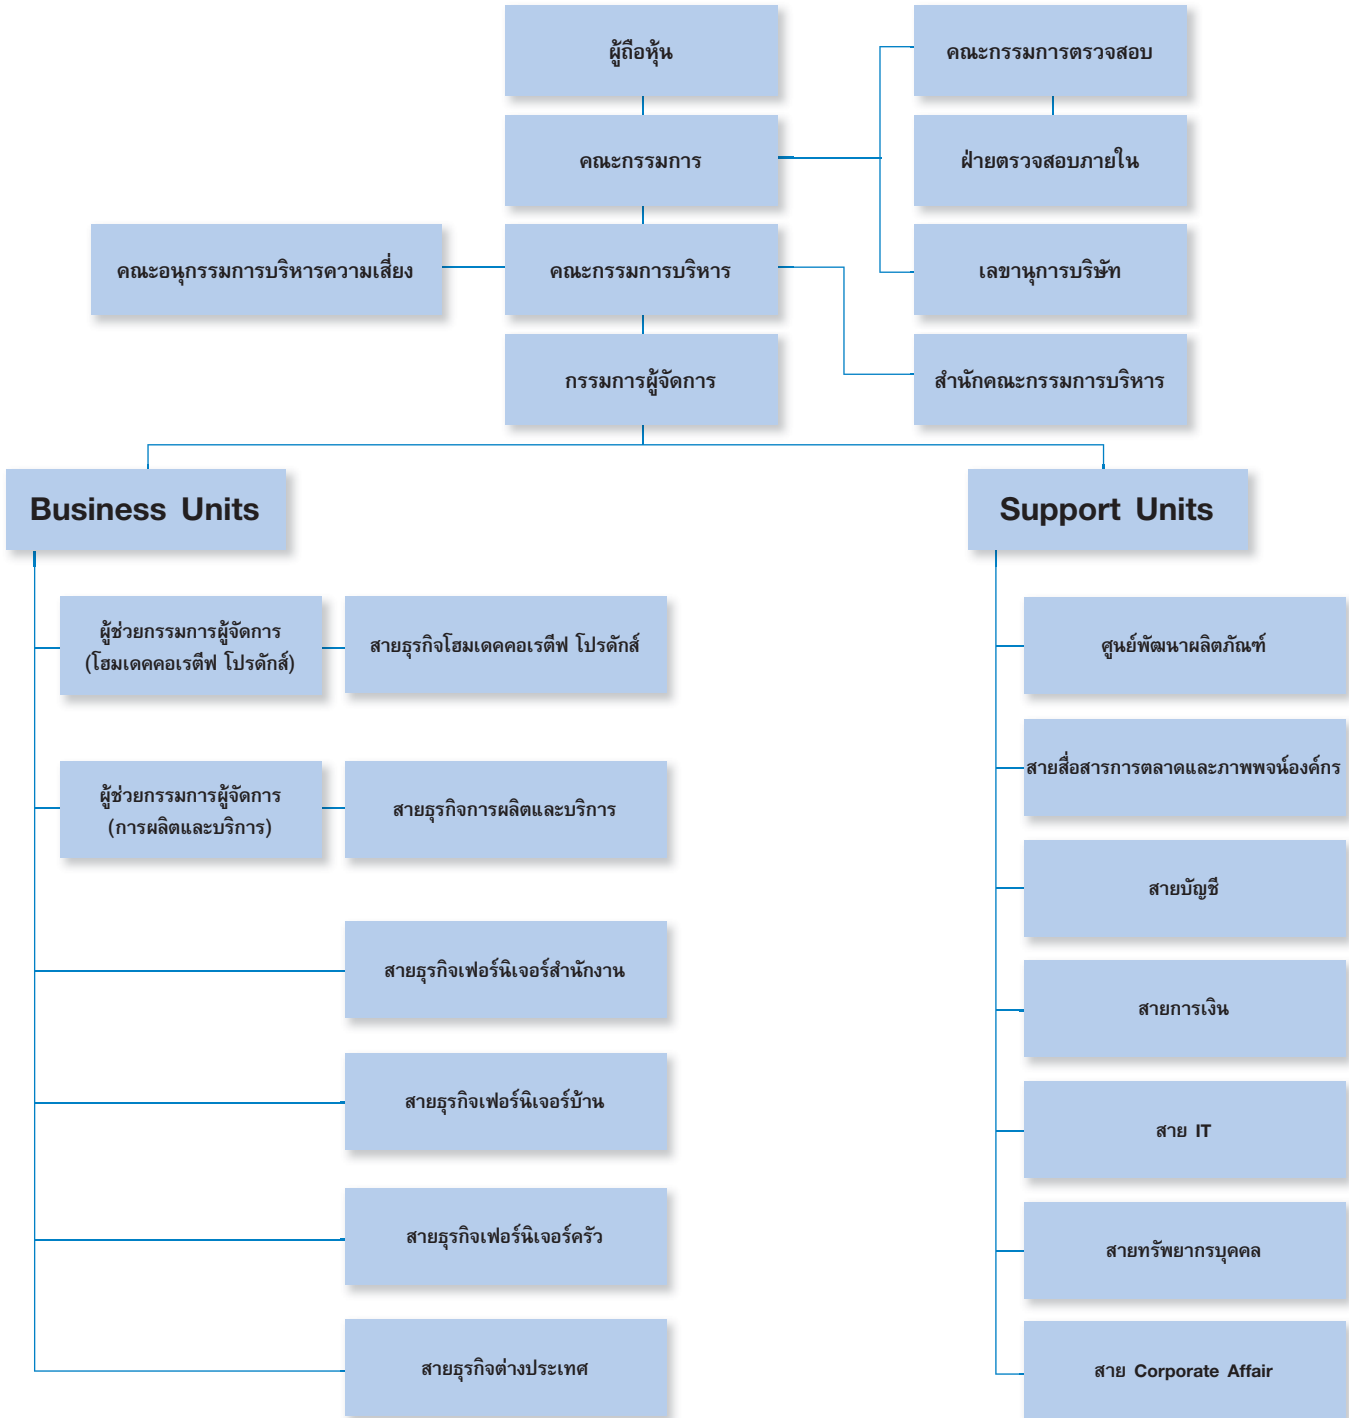 ผู้ถือหุ้น
คณะกรรมการตรวจสอบ
คณะกรรมการ
ฝ่ายตรวจสอบภายใน
คณะอนุกรรมการบริหารความเสี่ยง
คณะกรรมการบริหาร
เลขานุการบริษัท
กรรมการผู้จัดการ
สำนักคณะกรรมการบริหาร
Business Units
Support Units
ผู้ช่วยกรรมการผู้จัดการ
(โฮมเดคคอเรตีฟ โปรดักส์)
สายธุรกิจโฮมเดคคอเรตีฟ โปรดักส์
ศูนย์พัฒนาผลิตภัณฑ์
ผู้ช่วยกรรมการผู้จัดการ
(การผลิตและบริการ)
สายธุรกิจการผลิตและบริการ
สายสื่อสารการตลาดและภาพพจน์องค์กร
สายบัญชี
สายธุรกิจเฟอร์นิเจอร์สำนักงาน
สายการเงิน
สายธุรกิจเฟอร์นิเจอร์บ้าน
สาย IT
สายธุรกิจเฟอร์นิเจอร์ครัว
สายทรัพยากรบุคคล
สายธุรกิจต่างประเทศ
สาย Corporate Affair